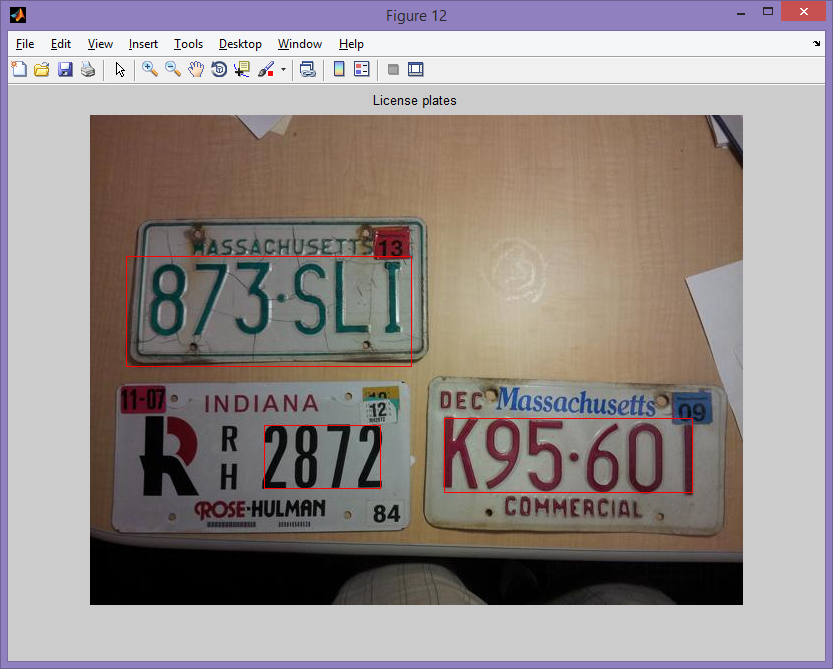 Figure 12
File Edit View Insert Tools Desktop Window Help
License plates
MASSACHUSETTS 13
873·SLI
11-07 INDIANA 12
R
H
2872
ROSE-HULMAN 84
DEC Massachusetts 09
K95·601
COMMERCIAL